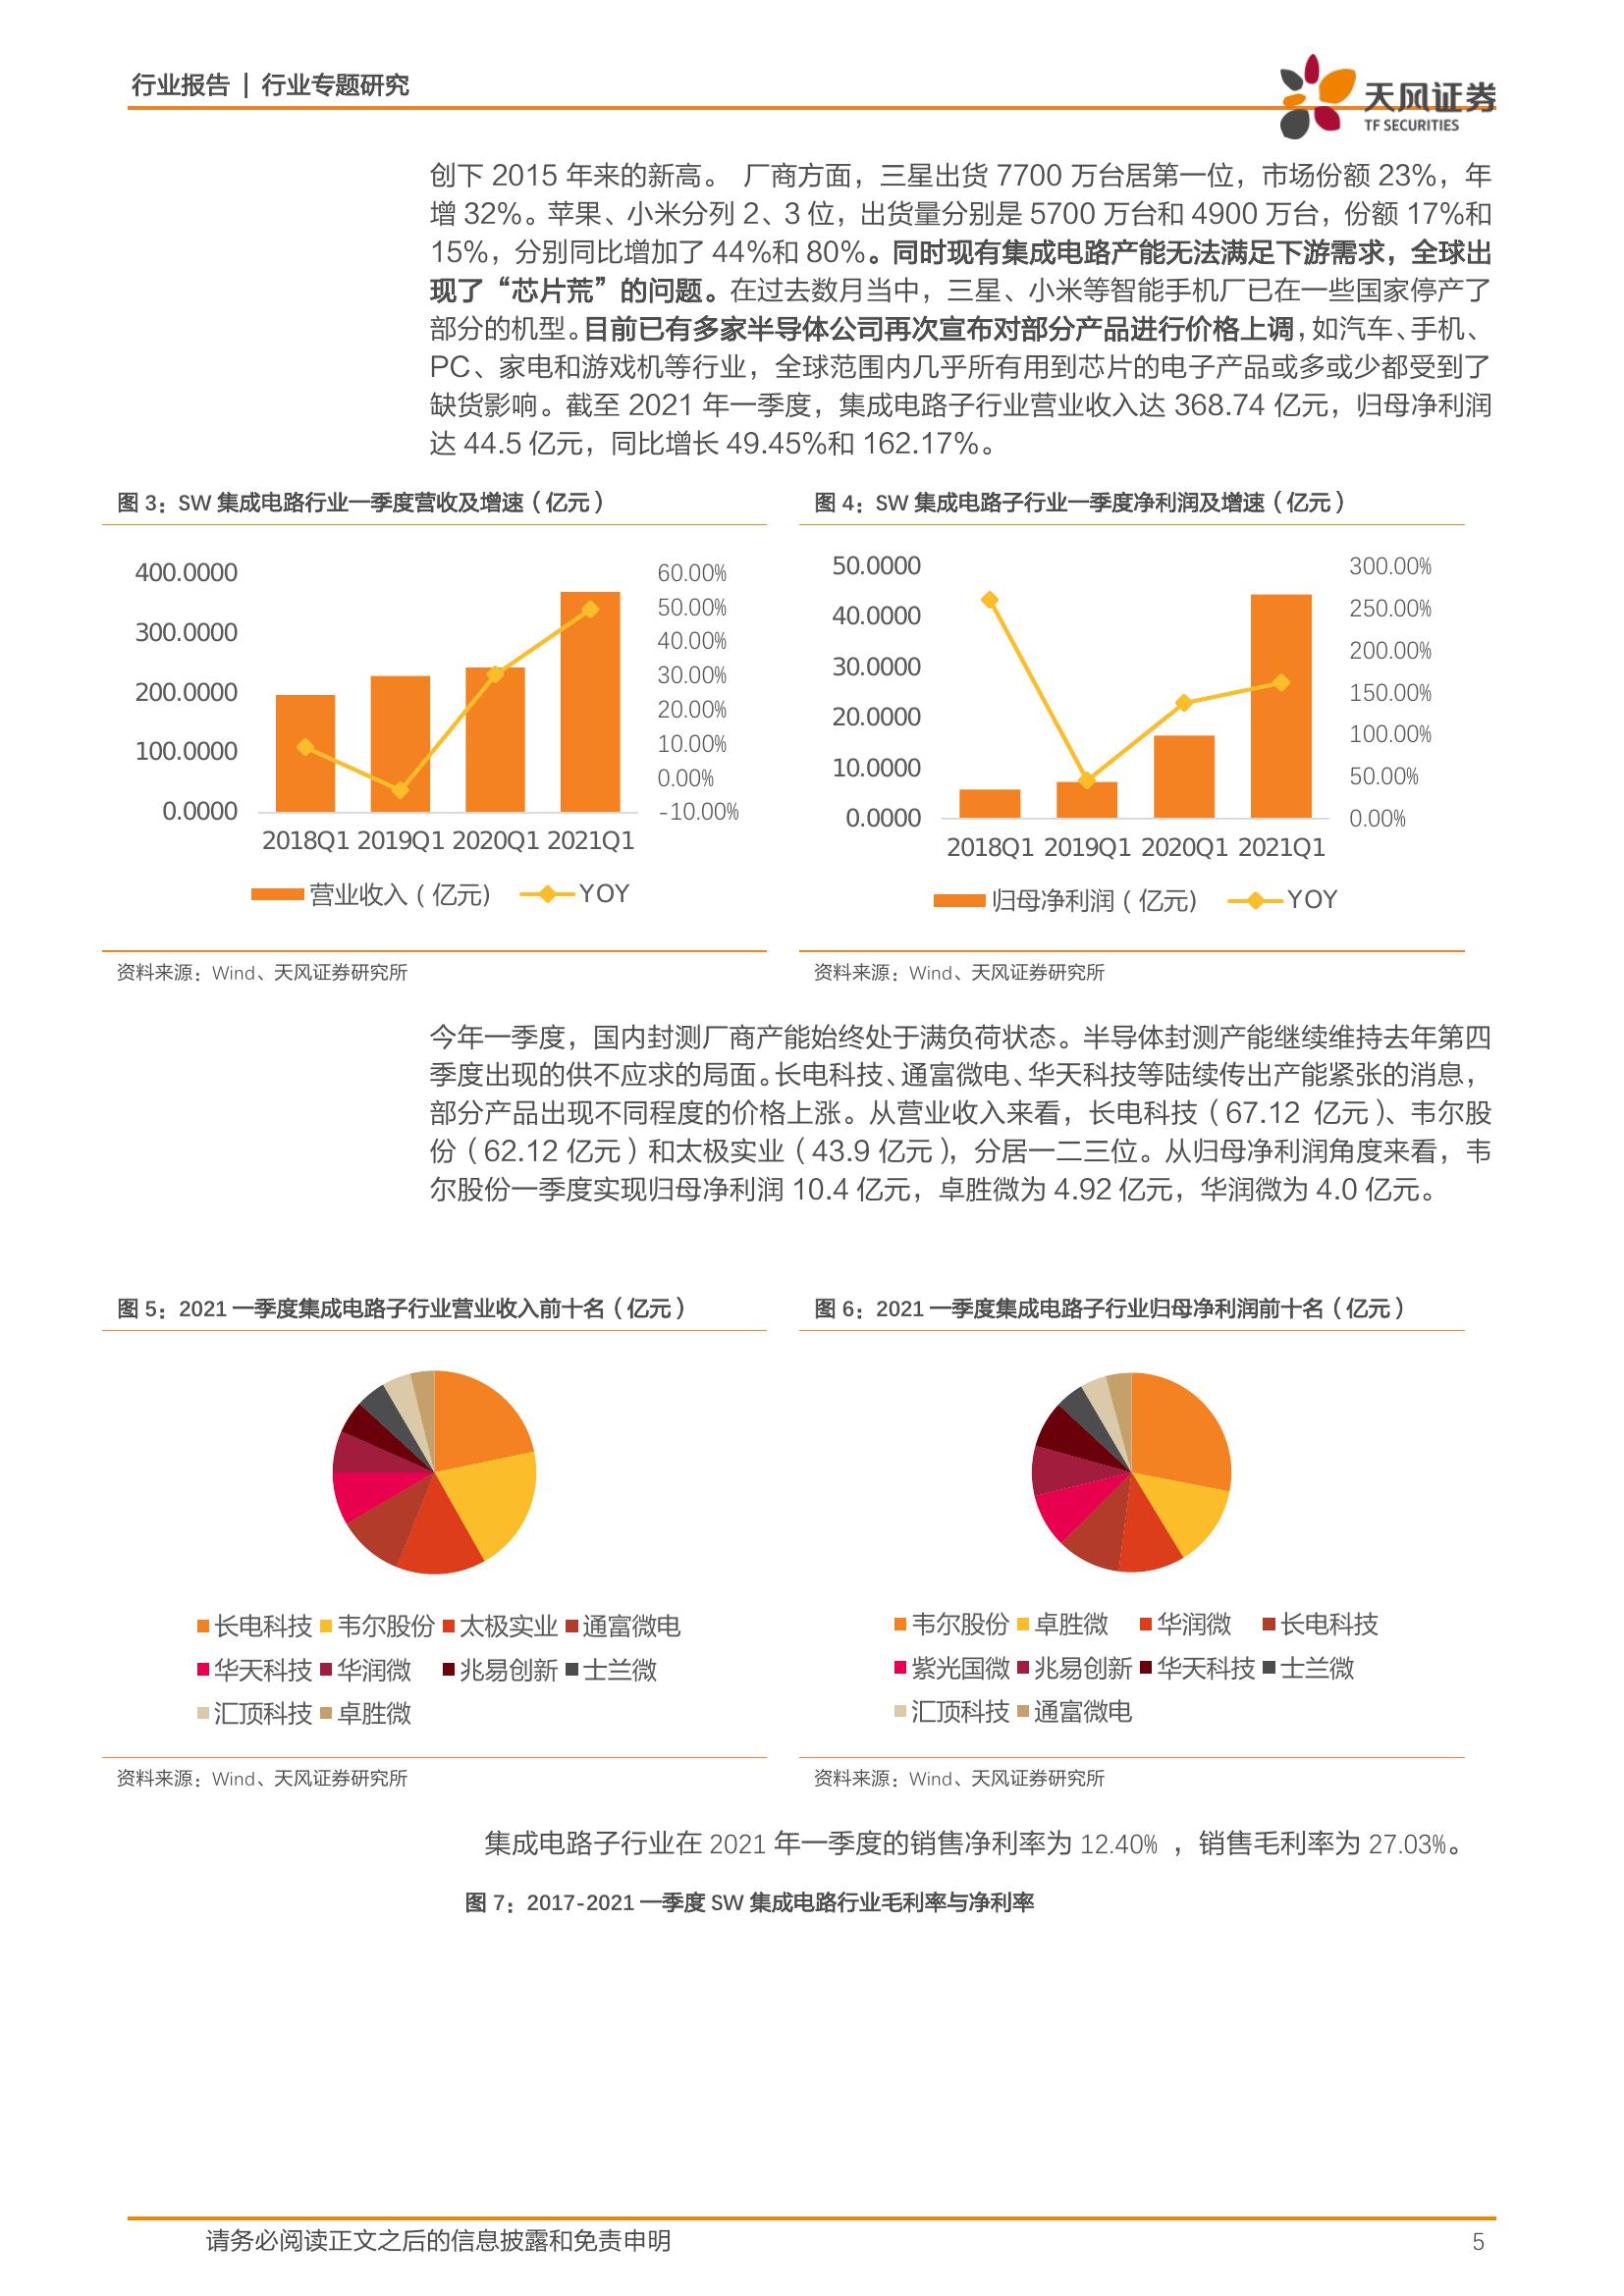 行业报告 | 行业专题研究
天风证券
TF SECURITIES
创下 2015 年来的新高。 厂商方面，三星出货 7700 万台居第一位，市场份额 23%，年
增 32%。苹果、小米分列 2、3 位，出货量分别是 5700 万台和 4900 万台，份额 17%和
15%，分别同比增加了 44%和 80%。同时现有集成电路产能无法满足下游需求，全球出
现了“芯片荒”的问题。在过去数月当中，三星、小米等智能手机厂已在一些国家停产了
部分的机型。目前已有多家半导体公司再次宣布对部分产品进行价格上调，如汽车、手机、
PC、家电和游戏机等行业，全球范围内几乎所有用到芯片的电子产品或多或少都受到了
缺货影响。截至 2021 年一季度，集成电路子行业营业收入达 368.74 亿元，归母净利润
达 44.5 亿元，同比增长 49.45%和 162.17%。
图 3：SW 集成电路行业一季度营收及增速（亿元）
400.0000
300.0000
200.0000
100.0000
0.0000
60.00%
50.00%
40.00%
30.00%
20.00%
10.00%
0.00%
-10.00%
2018Q1 2019Q1 2020Q1 2021Q1
营业收入（亿元） YOY
资料来源：Wind、天风证券研究所
图 4：SW 集成电路子行业一季度净利润及增速（亿元）
50.0000
40.0000
30.0000
20.0000
10.0000
0.0000
300.00%
250.00%
200.00%
150.00%
100.00%
50.00%
0.00%
2018Q1 2019Q1 2020Q1 2021Q1
归母净利润（亿元） YOY
资料来源：Wind、天风证券研究所
今年一季度，国内封测厂商产能始终处于满负荷状态。半导体封测产能继续维持去年第四
季度出现的供不应求的局面。长电科技、通富微电、华天科技等陆续传出产能紧张的消息，
部分产品出现不同程度的价格上涨。从营业收入来看，长电科技（67.12 亿元）、韦尔股
份（62.12 亿元）和太极实业（43.9 亿元），分居一二三位。从归母净利润角度来看，韦
尔股份一季度实现归母净利润 10.4 亿元，卓胜微为 4.92 亿元，华润微为 4.0 亿元。
图 5：2021 一季度集成电路子行业营业收入前十名（亿元）
长电科技 韦尔股份 太极实业 通富微电
华天科技 华润微 兆易创新 士兰微
汇顶科技 卓胜微
资料来源：Wind、天风证券研究所
图 6：2021 一季度集成电路子行业归母净利润前十名（亿元）
韦尔股份 卓胜微 华润微 长电科技
紫光国微 兆易创新 华天科技 士兰微
汇顶科技 通富微电
资料来源：Wind、天风证券研究所
集成电路子行业在 2021 年一季度的销售净利率为 12.40% ，销售毛利率为 27.03%。
图 7：2017-2021 一季度 SW 集成电路行业毛利率与净利率
请务必阅读正文之后的信息披露和免责申明
5